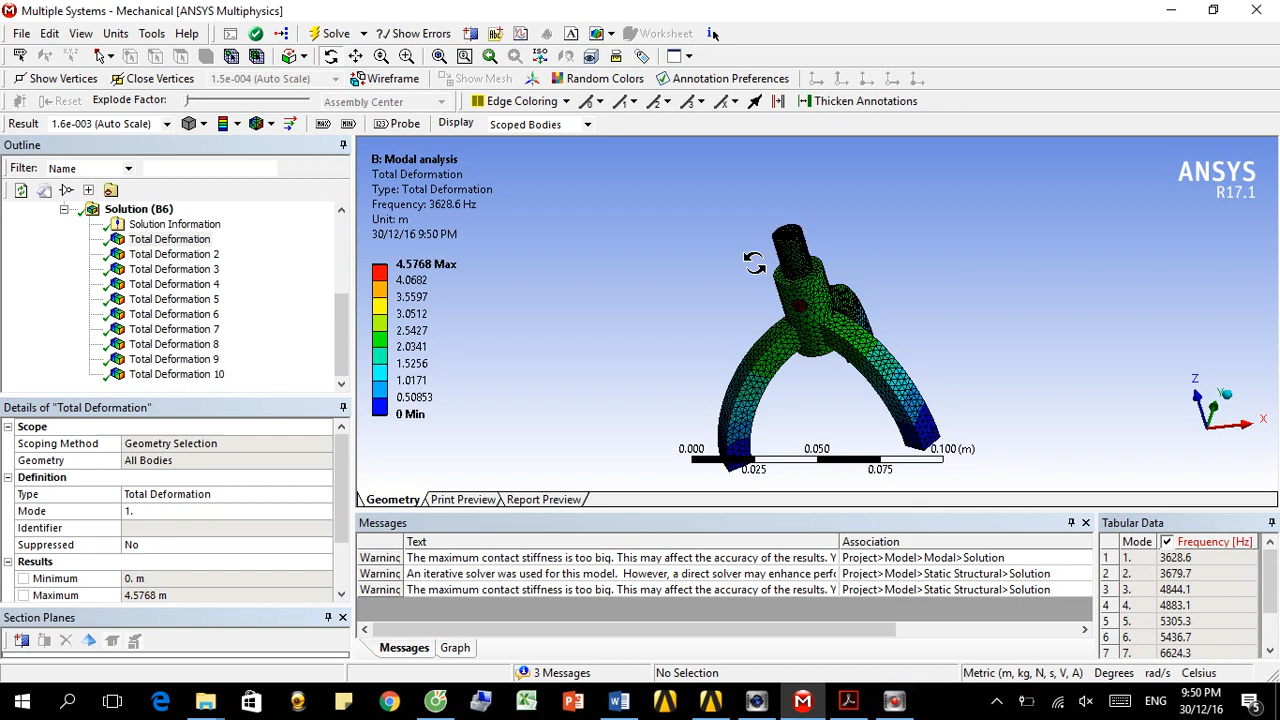 Multiple Systems - Mechanical [ANSYS Multiphysics]
File Edit View Units Tools Help Solve ?/ Show Errors Worksheet
Show Vertices Close Vertices 1.5e-004 (Auto Scale) Wireframe Show Mesh Random Colors Annotation Preferences
Reset Explode Factor: Assembly Center Edge Coloring Thicken Annotations
Result 1.6e-003 (Auto Scale) MAX MIN Probe Display Scoped Bodies
Outline
Filter: Name
Solution (B6)
Solution Information
Total Deformation
Total Deformation 2
Total Deformation 3
Total Deformation 4
Total Deformation 5
Total Deformation 6
Total Deformation 7
Total Deformation 8
Total Deformation 9
Total Deformation 10
Details of "Total Deformation"
Scope
Scoping Method Geometry Selection
Geometry All Bodies
Definition
Type Total Deformation
Mode 1.
Identifier
Suppressed No
Results
Minimum 0. m
Maximum 4.5768 m
Section Planes
B: Modal analysis
Total Deformation
Type: Total Deformation
Frequency: 3628.6 Hz
Unit: m
30/12/16 9:50 PM
4.5768 Max
4.0682
3.5597
3.0512
2.5427
2.0341
1.5256
1.0171
0.50853
0 Min
ANSYS
R17.1
0.000 0.050 0.100 (m)
0.025 0.075
Z
Y
X
Geometry Print Preview Report Preview
Messages
Text Association
Warning The maximum contact stiffness is too big. This may affect the accuracy of the results. Y Project>Model>Modal>Solution
Warning An iterative solver was used for this model. However, a direct solver may enhance perf Project>Model>Static Structural>Solution
Warning The maximum contact stiffness is too big. This may affect the accuracy of the results. Y Project>Model>Static Structural>Solution
Messages Graph
Tabular Data
Mode Frequency [Hz]
1 1. 3628.6
2 2. 3679.7
3 3. 4844.1
4 4. 4883.1
5 5. 5305.3
6 6. 5436.7
7 7. 6624.3
3 Messages No Selection Metric (m, kg, N, s, V, A) Degrees rad/s Celsius
ENG
9:50 PM
30/12/16
5